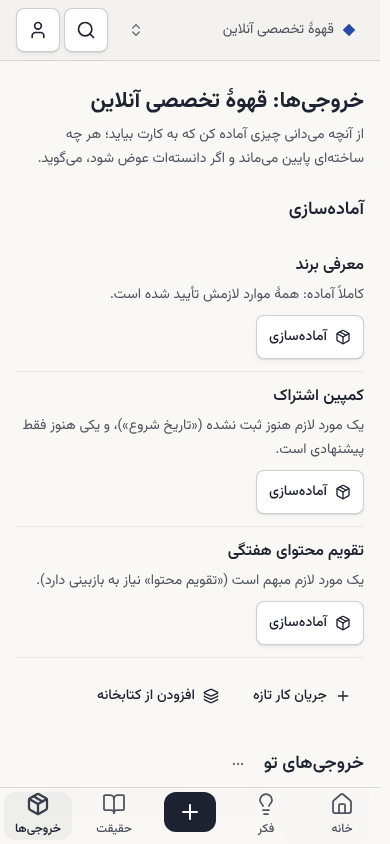 قهوهٔ تخصصی آنلاین
خروجی‌ها: قهوهٔ تخصصی آنلاین
از آنچه می‌دانی چیزی آماده کن که به کارت بیاید؛ هر چه
ساخته‌ای پایین می‌ماند و اگر دانسته‌ات عوض شود، می‌گوید.
آماده‌سازی
معرفی برند
کاملاً آماده: همهٔ موارد لازمش تأیید شده است.
آماده‌سازی
کمپین اشتراک
یک مورد لازم هنوز ثبت نشده («تاریخ شروع»)، و یکی هنوز فقط
پیشنهادی است.
آماده‌سازی
تقویم محتوای هفتگی
یک مورد لازم مبهم است («تقویم محتوا» نیاز به بازبینی دارد).
آماده‌سازی
جریان کار تازه
افزودن از کتابخانه
خروجی‌های تو
خانه
فکر
حقیقت
خروجی‌ها